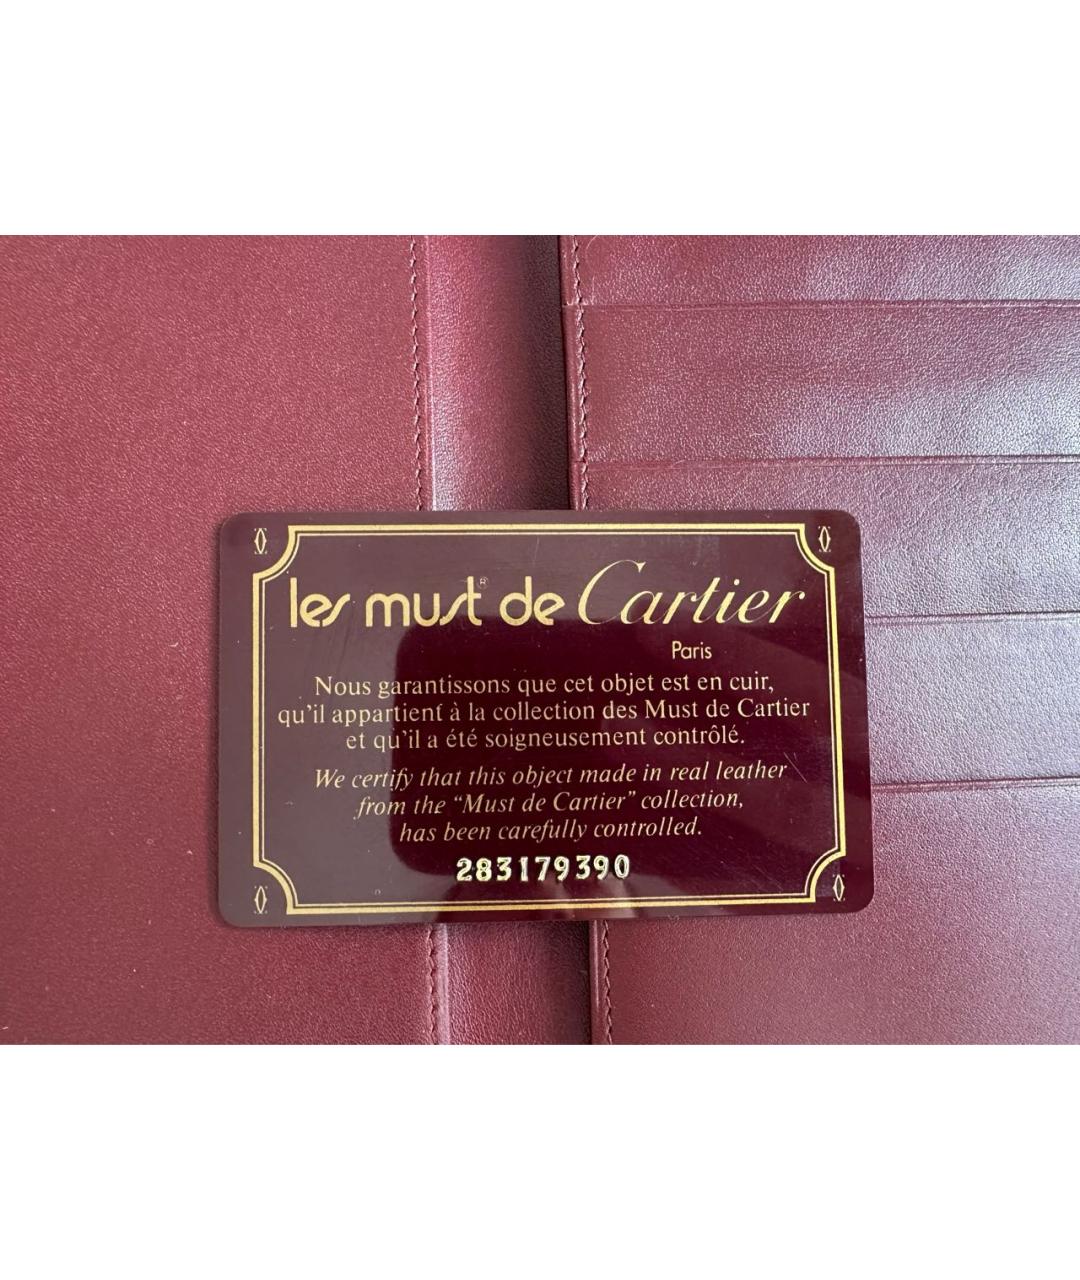 les must® de Cartier
Paris
Nous garantissons que cet objet est en cuir,
qu'il appartient à la collection des Must de Cartier
et qu'il a été soigneusement contrôlé.
We certify that this object made in real leather
from the “Must de Cartier” collection,
has been carefully controlled.
283179390